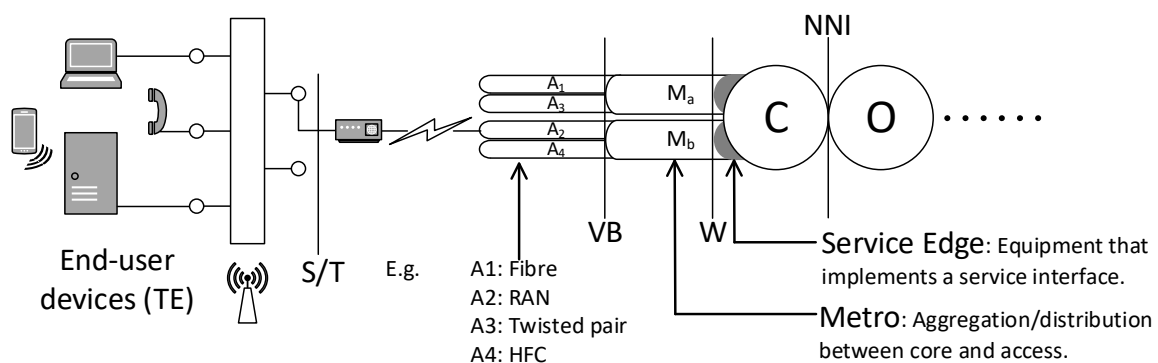 NNI
A1
A3
A2
A4
Ma
Mb
C
O
VB
W
S/T
End-user
devices (TE)
E.g.
A1: Fibre
A2: RAN
A3: Twisted pair
A4: HFC
Service Edge: Equipment that
implements a service interface.
Metro: Aggregation/distribution
between core and access.